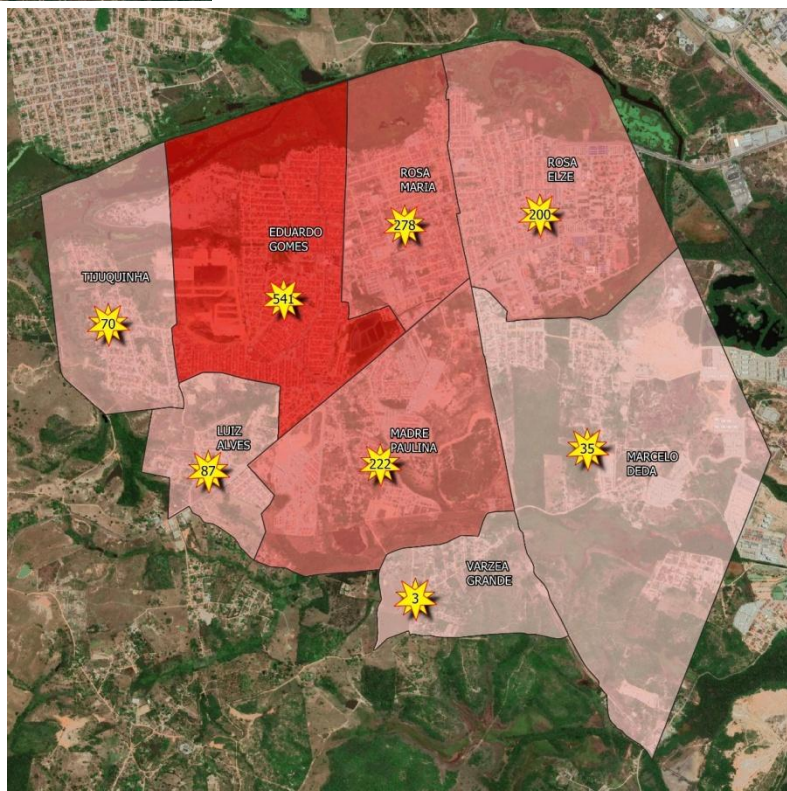 ROSA
MARIA
278
ROSA
ELZE
200
EDUARDO
GOMES
541
TIJUQUINHA
70
LUIZ
ALVES
87
MADRE
PAULINA
222
MARCELO
DEDA
35
VARZEA
GRANDE
3